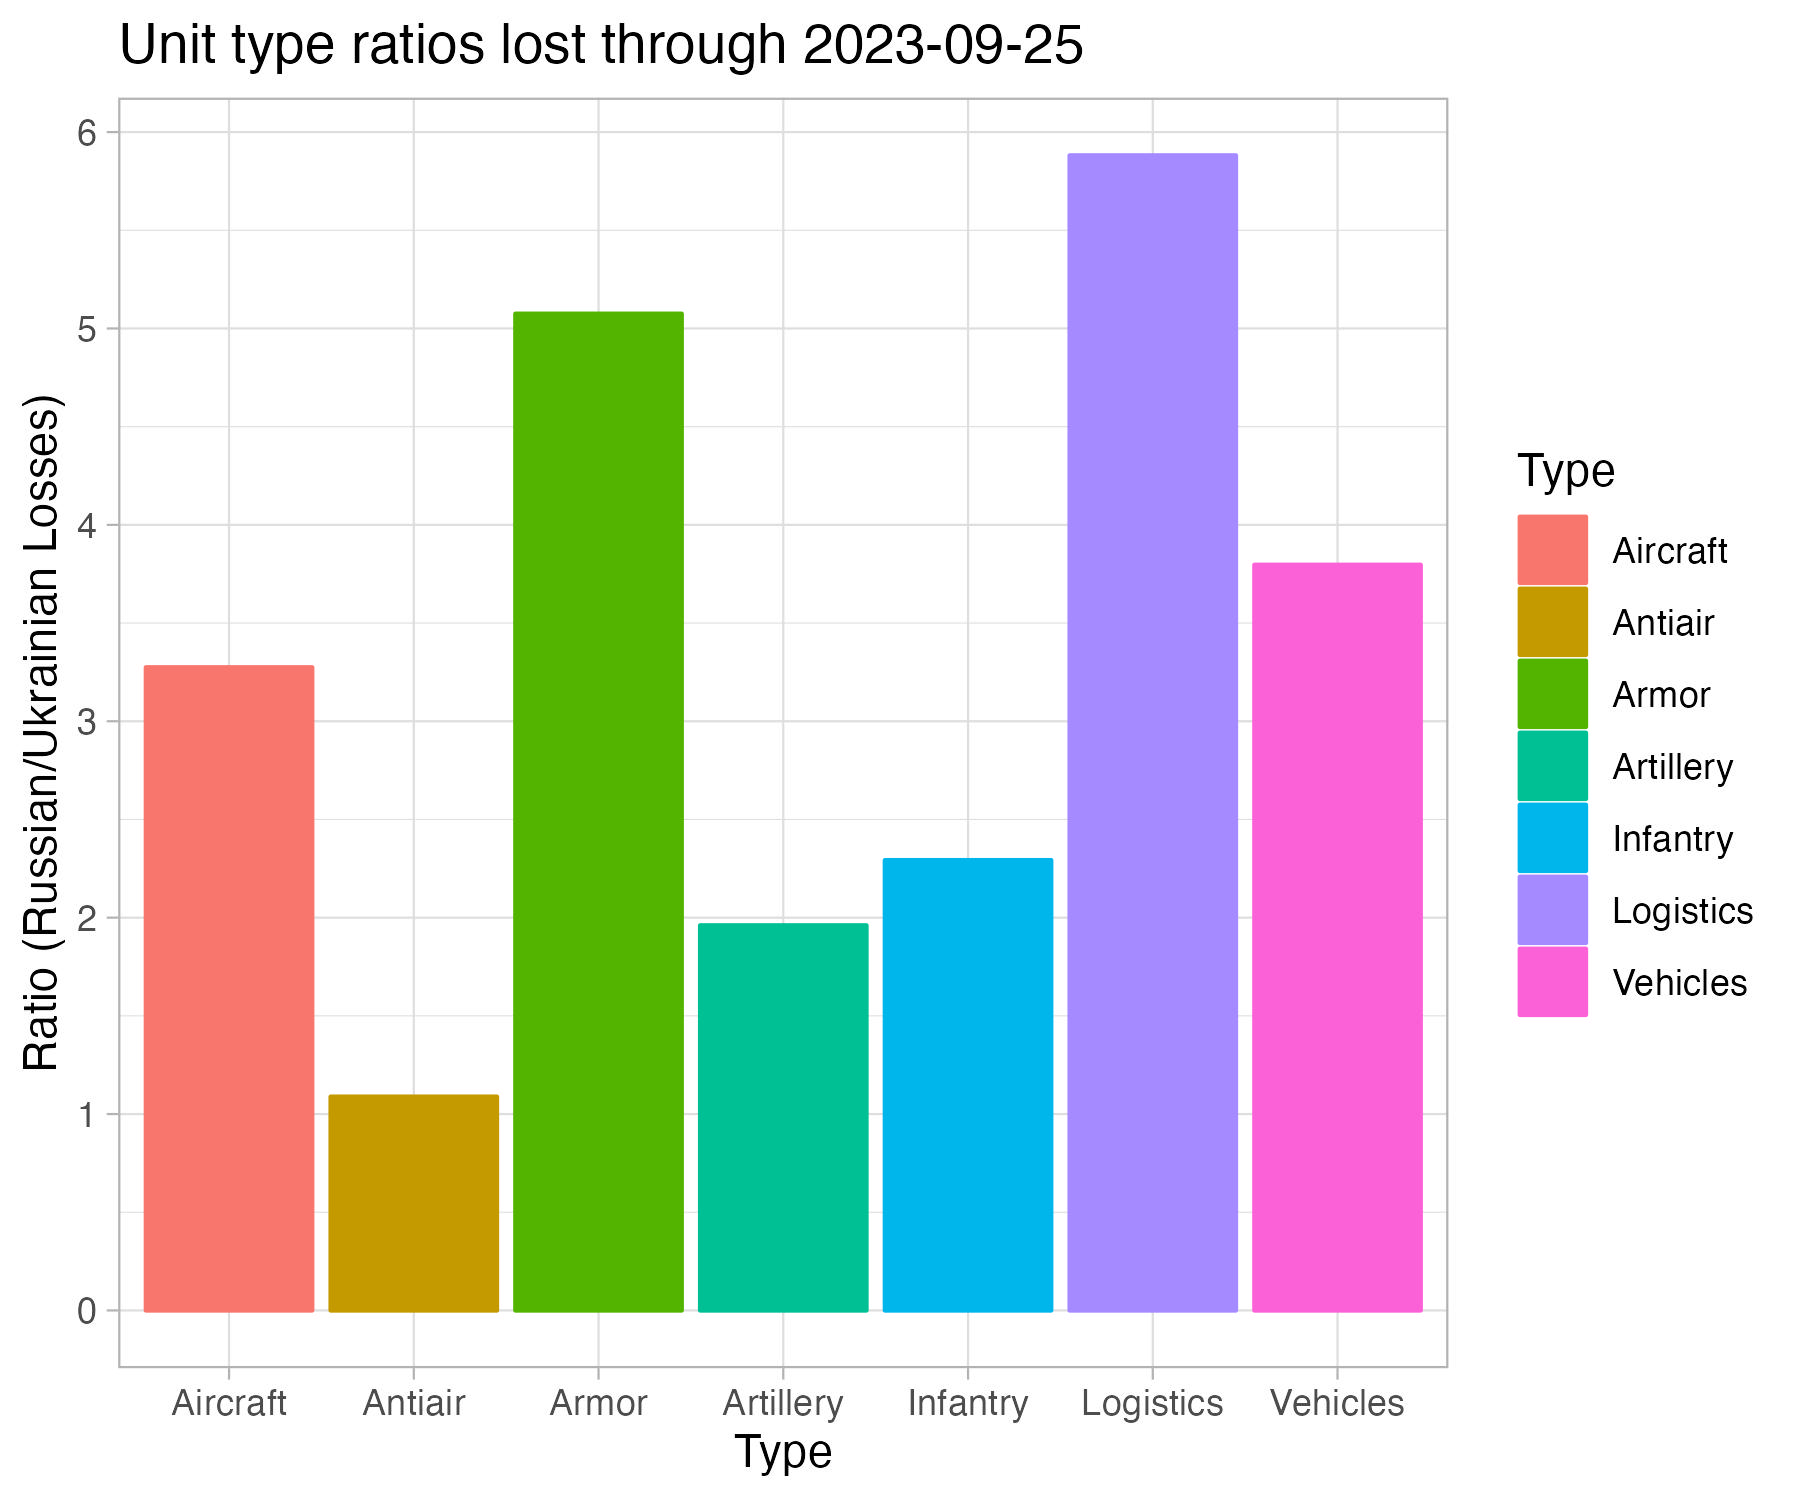 Unit type ratios lost through 2023-09-25
Ratio (Russian/Ukrainian Losses)
6
5
4
3
2
1
0
Aircraft
Antiair
Armor
Artillery
Infantry
Logistics
Vehicles
Type
Type
Aircraft
Antiair
Armor
Artillery
Infantry
Logistics
Vehicles